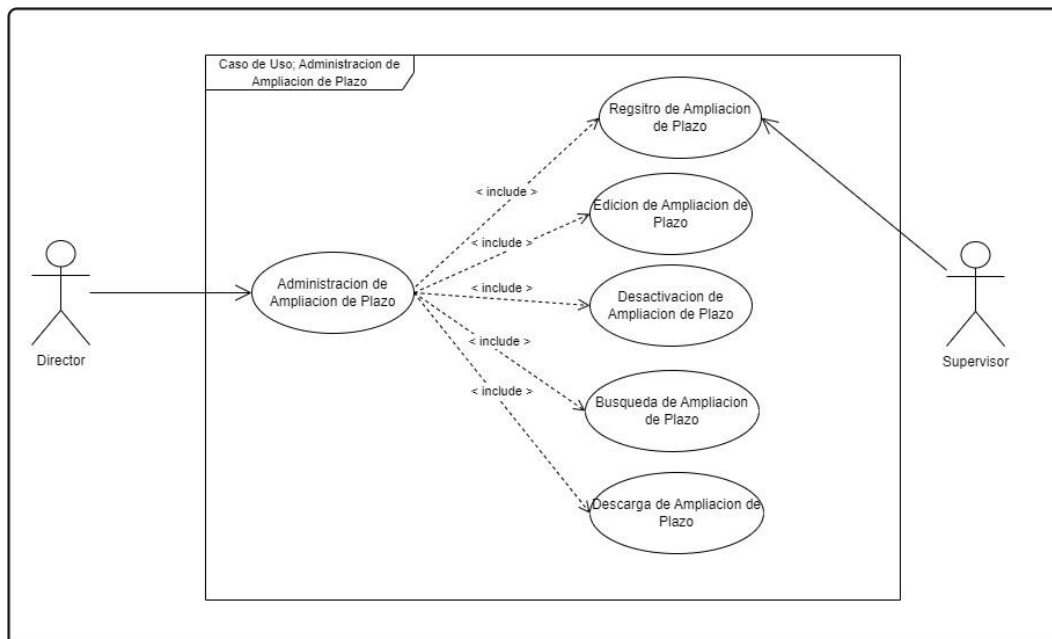 Caso de Uso; Administracion de
Ampliacion de Plazo
Regsitro de Ampliacion
de Plazo
< include >
Edicion de Ampliacion de
Plazo
< include >
Administracion de
Ampliacion de Plazo
< include >
Desactivacion de
Ampliacion de Plazo
< include >
Director
Supervisor
< include >
Busqueda de Ampliacion
de Plazo
Descarga de Ampliacion de
Plazo